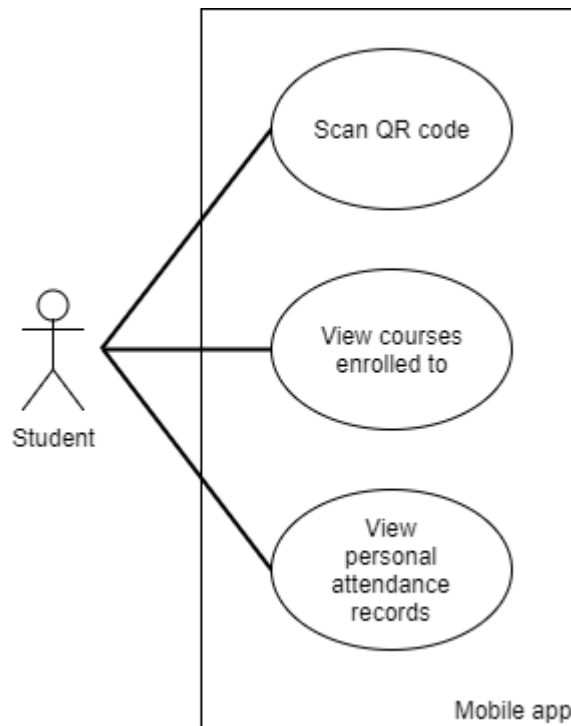 Scan QR code
View courses
enrolled to
Student
View
personal
attendance
records
Mobile app